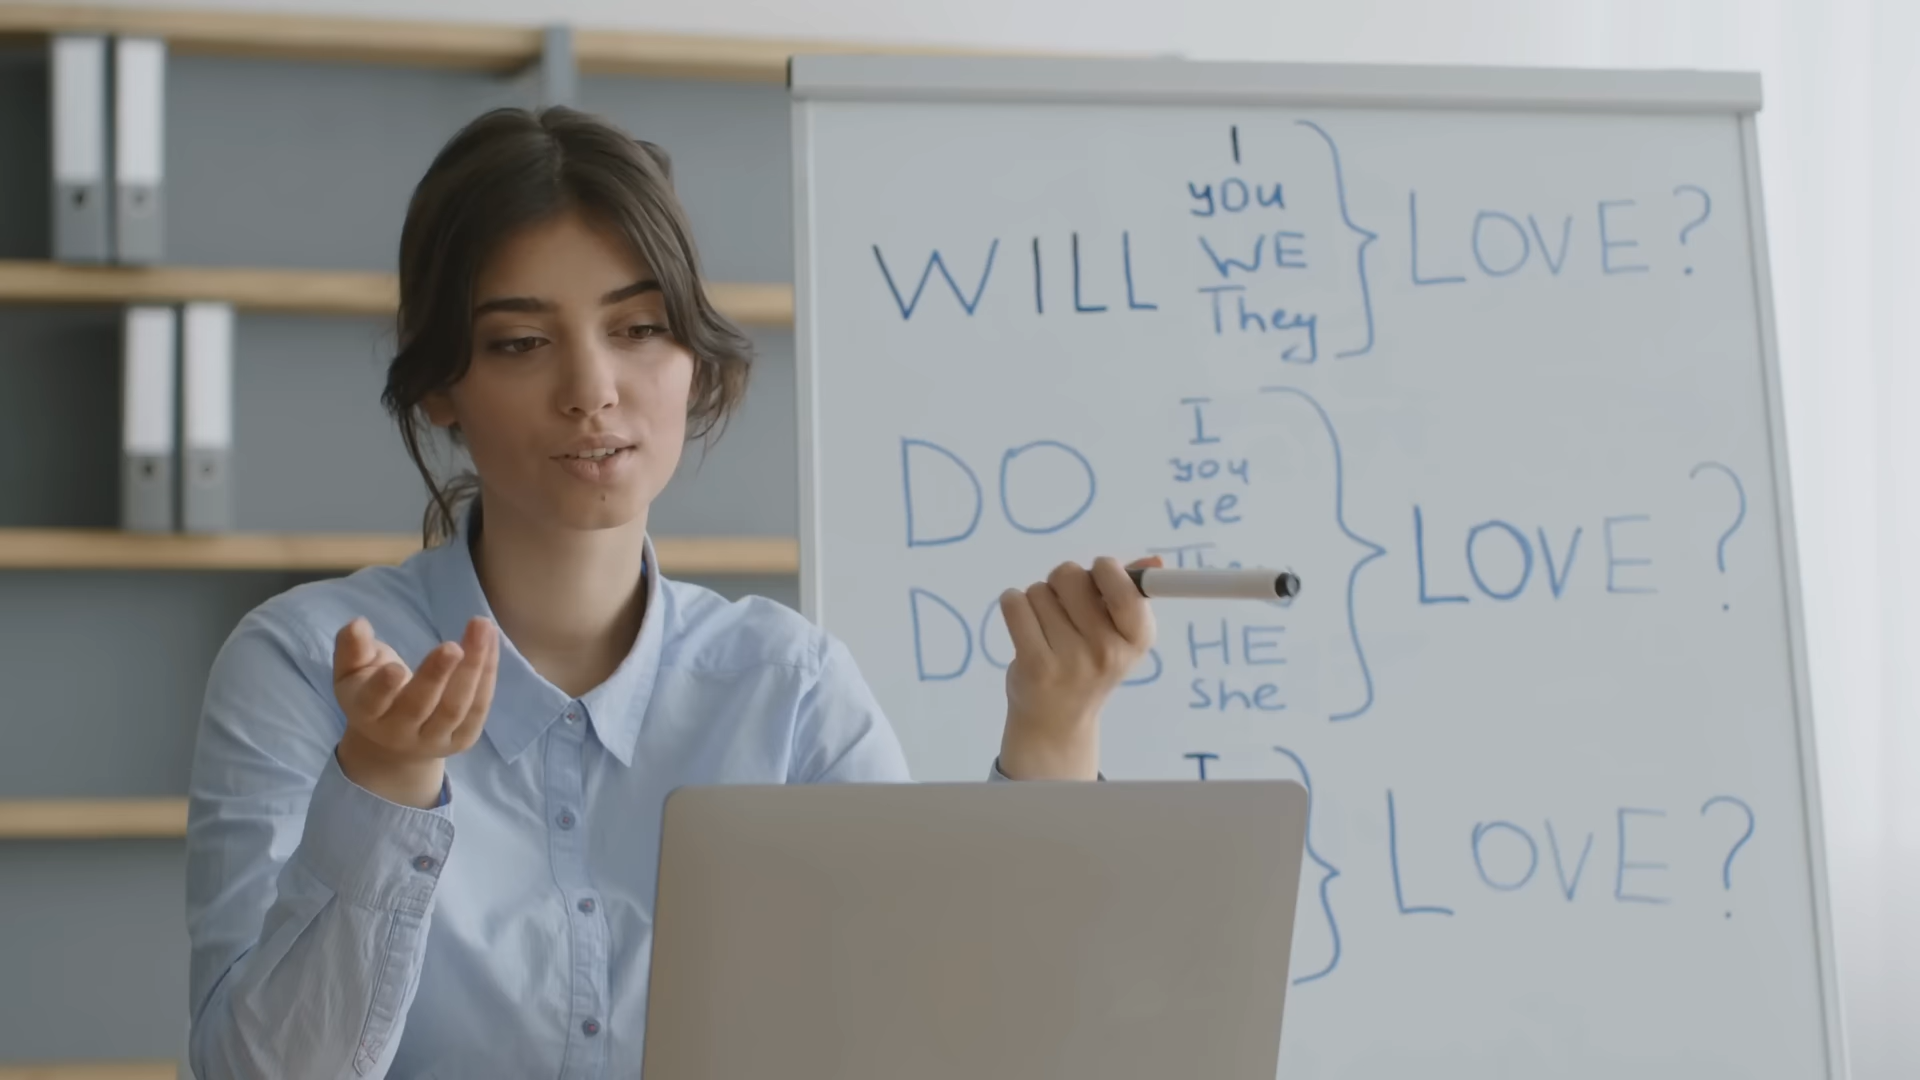 I
you
WILL WE } LOVE?
They
I
you
DO we } LOVE?
HE
she
I
} LOVE?